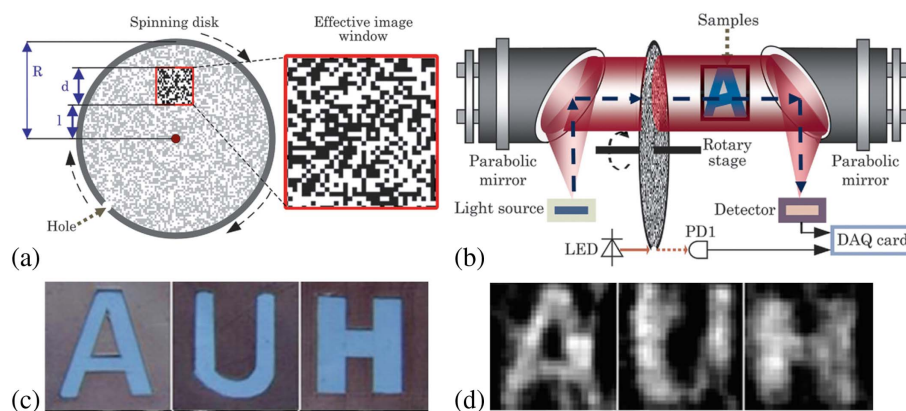 (a)
Spinning disk
Effective image
window
R
d
l
Hole
(b)
Samples
A
Parabolic
mirror
Rotary
stage
Parabolic
mirror
Light source
Detector
LED
PD1
DAQ card
(c)
A U H
(d)
A U H